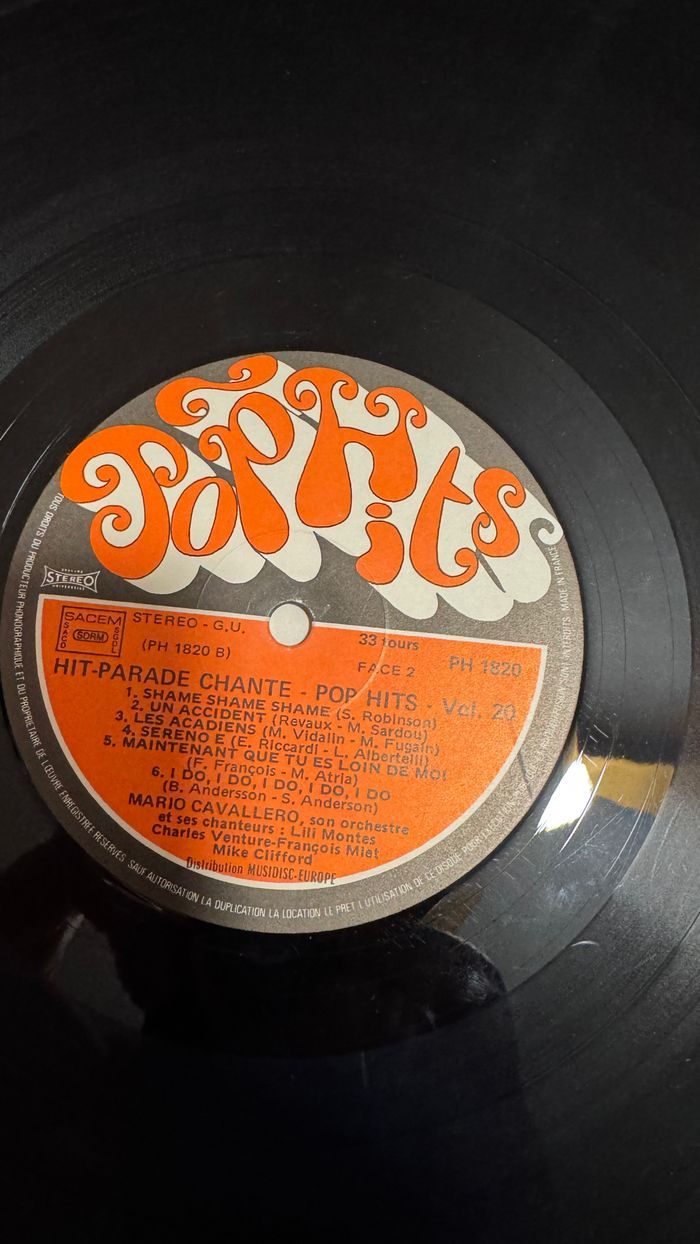 Pop Hits
STEREO
SACEM
SACD
SDRM
SGDL
STEREO - G.U.
(PH 1820 B)
33 tours
FACE 2
PH 1820
HIT-PARADE CHANTE - POP HITS - Vol. 20
1. SHAME SHAME SHAME (S. Robinson)
2. UN ACCIDENT (Revaux - M. Sardou)
3. LES ACADIENS (M. Vidalin - M. Fugain)
4. SERENO E (E. Riccardi - L. Albertelli)
5. MAINTENANT QUE TU ES LOIN DE MOI
(F. François - M. Atria)
6. I DO, I DO, I DO, I DO, I DO
(B. Andersson - S. Anderson)
MARIO CAVALLERO, son orchestre
et ses chanteurs : Lili Montes
Charles Venture-François Miet
Mike Clifford
Distribution MUSIDISC-EUROPE
TOUS DROITS DU PRODUCTEUR PHONOGRAPHIQUE ET DU PROPRIETAIRE DE L'ŒUVRE ENREGISTREE RESERVES. SAUF AUTORISATION LA DUPLICATION LA LOCATION LE PRET L'UTILISATION DE CE DISQUE POUR SON INTERDITS. MADE IN FRANCE